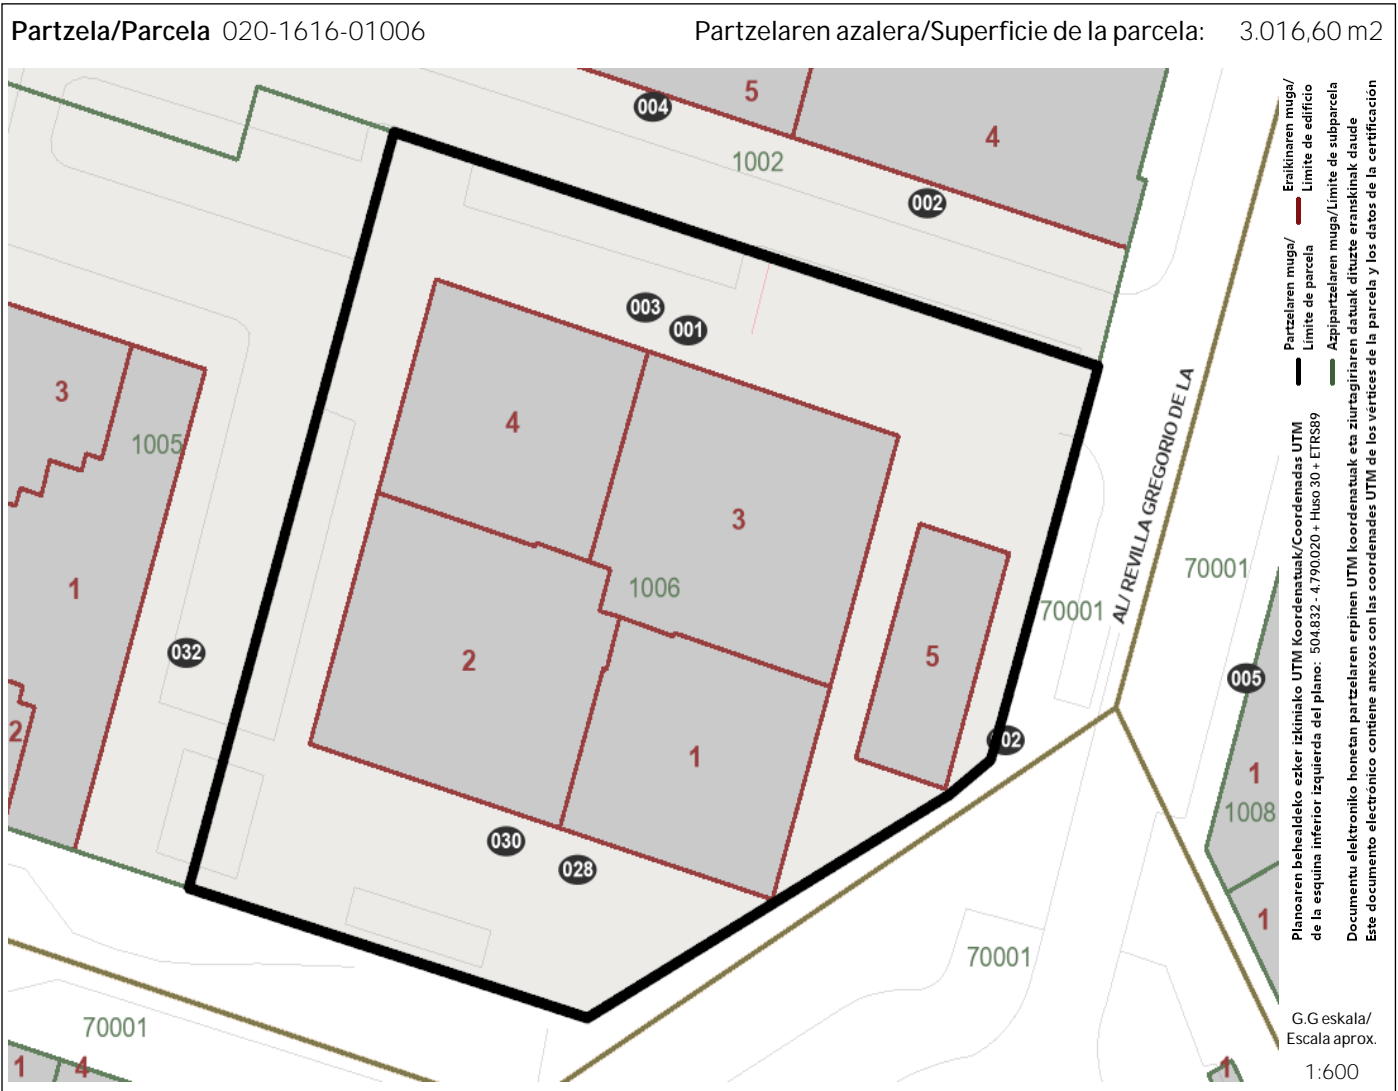 Partzela/Parcela 020-1616-01006
Partzelaren azalera/Superficie de la parcela: 3.016,60 m2
5
004
4
1002
002
003
001
3
1005
4
3
1006
1
032
2
5
70001
AL/ REVILLA GREGORIO DE LA
70001
005
2
1
02
1
1008
030
028
1
70001
70001
1
4
1
Eraikinaren muga/
Límite de edificio
Partzelaren muga/
Límite de parcela
Azpipartzelaren muga/Límite de subparcela
Planoaren behealdeko ezker izkiniako UTM Koordenatuak/Coordenadas UTM
de la esquina inferior izquierda del plano: 504.832 - 4.790.020 + Huso 30 + ETRS89
Documentu elektroniko honetan partzelaren erpinen UTM koordenatuak eta ziurtagiriaren datuak dituzte eranskinak daude
Este documento electrónico contiene anexos con las coordenades UTM de los vértices de la parcela y los datos de la certificación
G.G eskala/
Escala aprox.
1:600